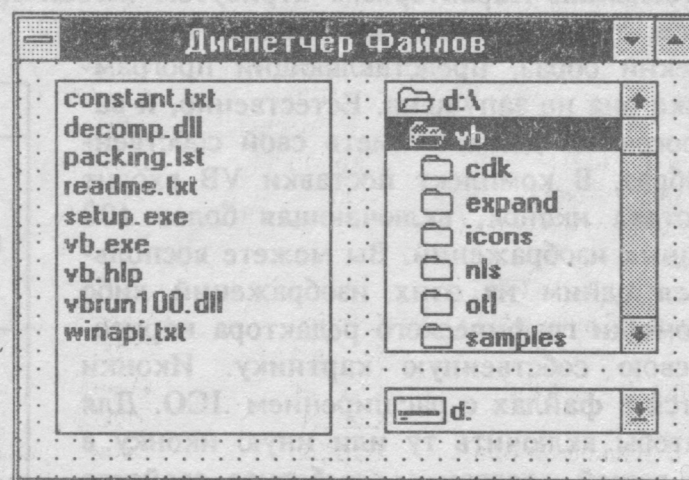 Диспетчер Файлов
constant.txt
decomp.dll
packing.lst
readme.txt
setup.exe
vb.exe
vb.hlp
vbrun100.dll
winapi.txt
d:\
vb
cdk
expand
icons
nls
otl
samples
d: